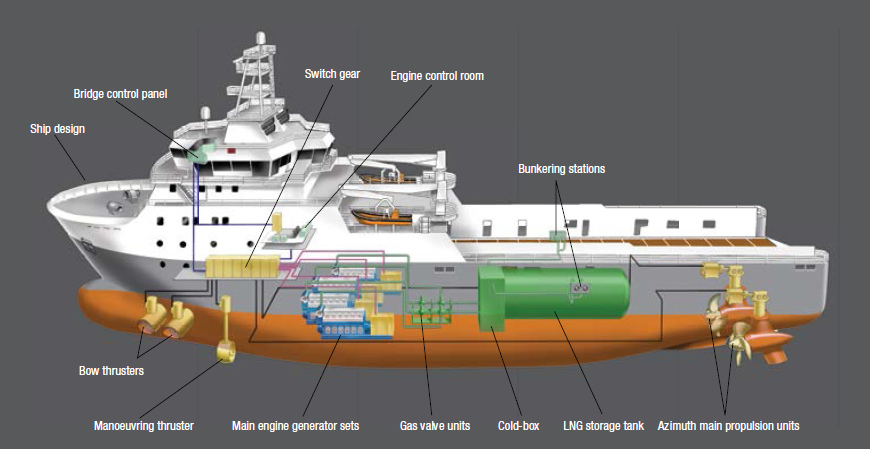 Switch gear
Engine control room
Bridge control panel
Ship design
Bunkering stations
Bow thrusters
Manoeuvring thruster
Main engine generator sets
Gas valve units
Cold-box
LNG storage tank
Azimuth main propulsion units